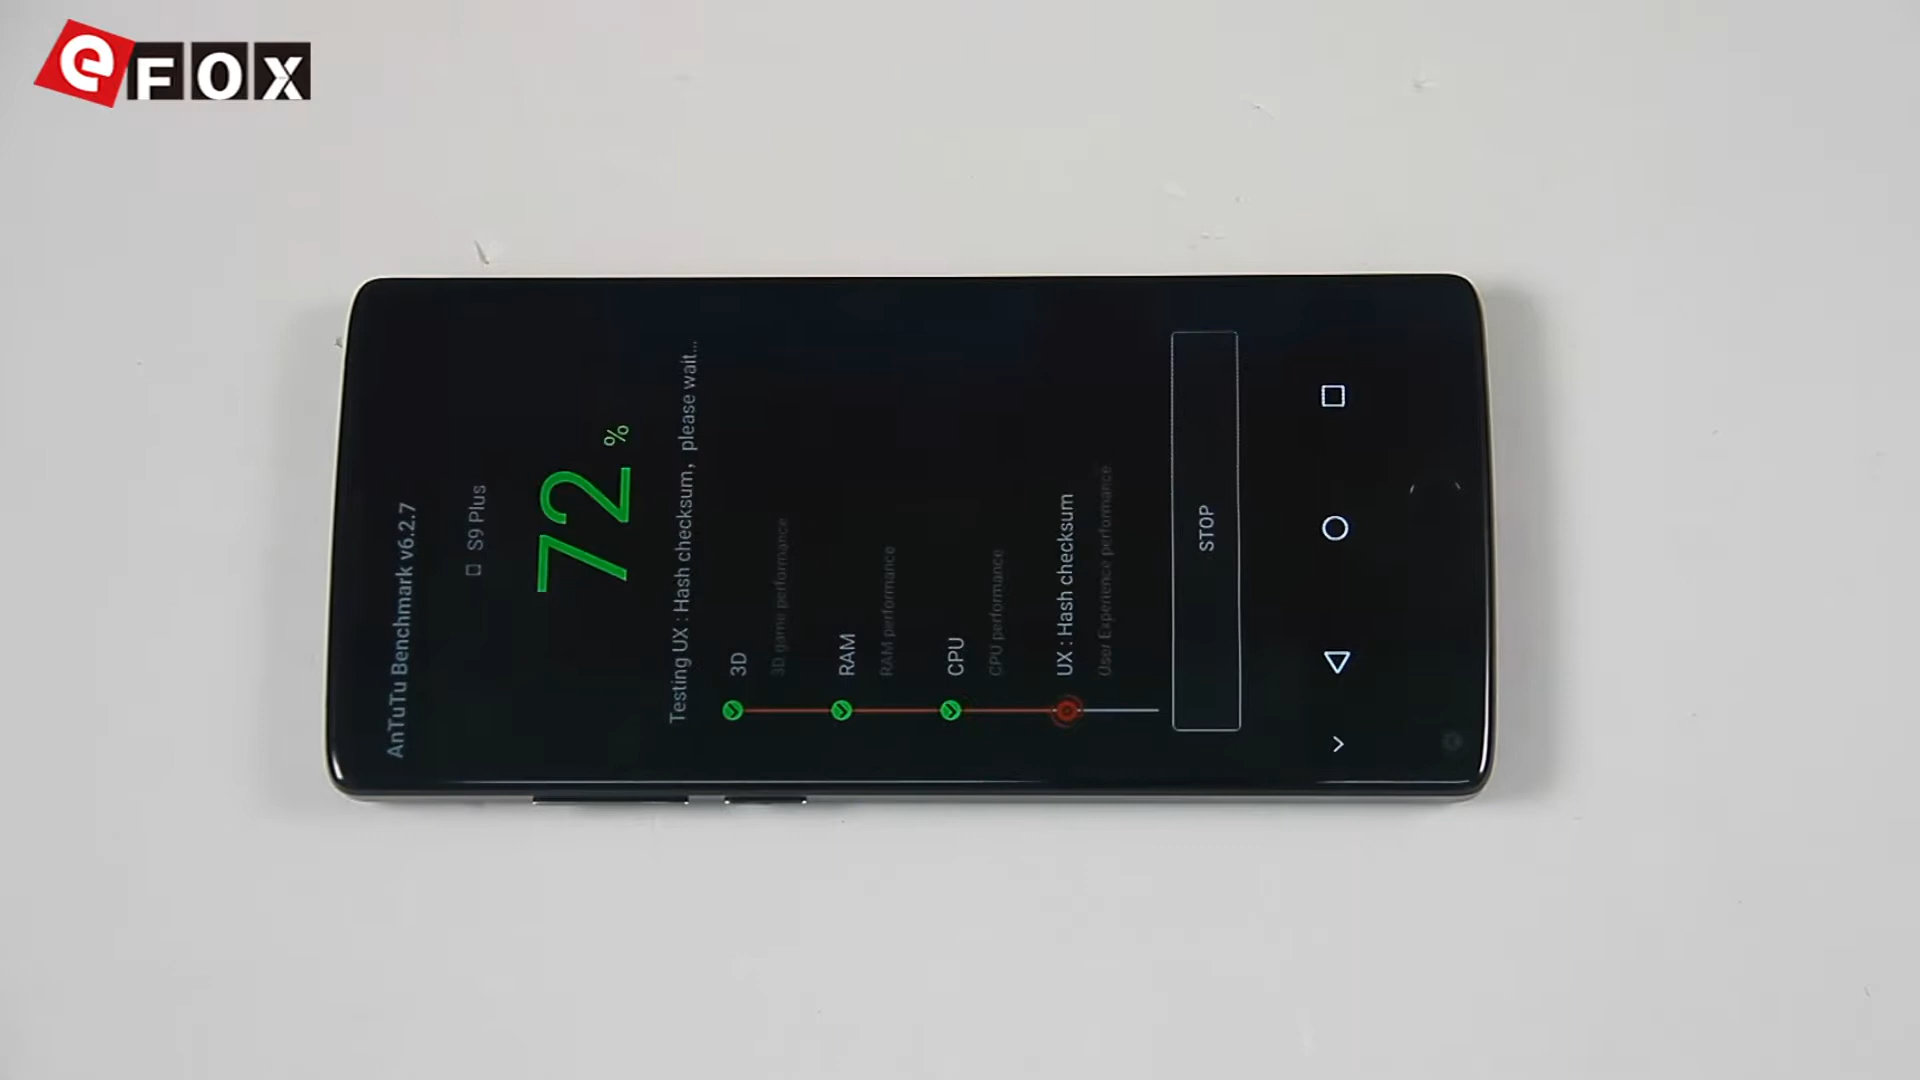 eFOX
AnTuTu Benchmark v6.2.7
S9 Plus
72%
Testing UX : Hash checksum, please wait...
3D
3D game performance
RAM
RAM performance
CPU
CPU performance
UX : Hash checksum
User Experience performance
STOP